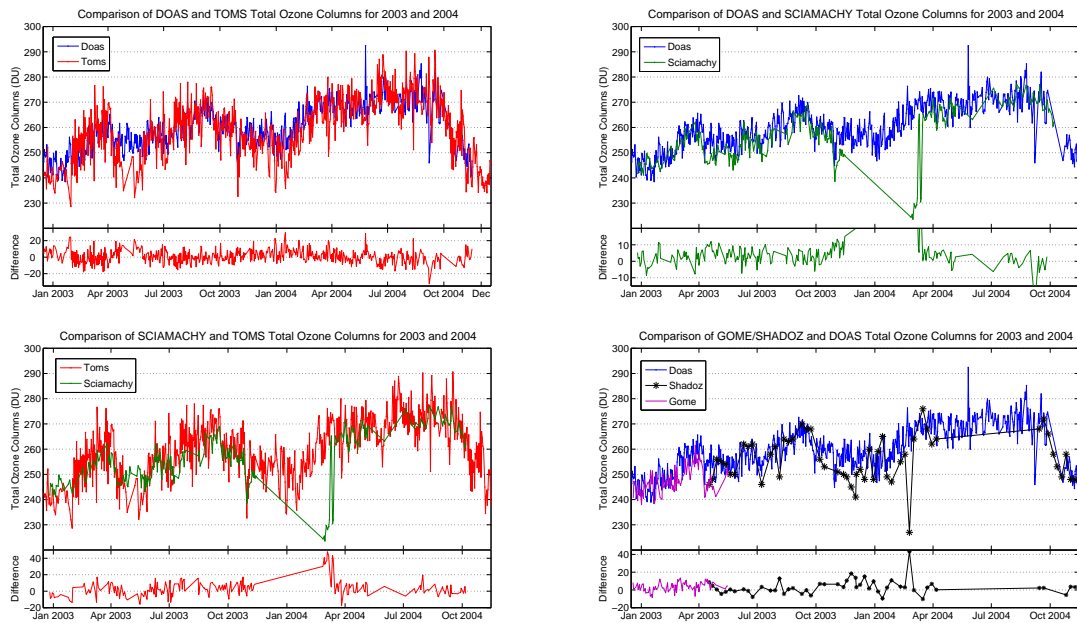 Comparison of DOAS and TOMS Total Ozone Columns for 2003 and 2004
Total Ozone Columns (DU)
300
290
280
270
260
250
240
230
Doas
Toms
Difference
20
0
−20
Jan 2003 Apr 2003 Jul 2003 Oct 2003 Jan 2004 Apr 2004 Jul 2004 Oct 2004 Dec
Comparison of DOAS and SCIAMACHY Total Ozone Columns for 2003 and 2004
Total Ozone Columns (DU)
300
290
280
270
260
250
240
230
Doas
Sciamachy
Difference
10
0
−10
Jan 2003 Apr 2003 Jul 2003 Oct 2003 Jan 2004 Apr 2004 Jul 2004 Oct 2004
Comparison of SCIAMACHY and TOMS Total Ozone Columns for 2003 and 2004
Total Ozone Columns (DU)
300
290
280
270
260
250
240
230
Toms
Sciamachy
Difference
40
20
0
−20
Jan 2003 Apr 2003 Jul 2003 Oct 2003 Jan 2004 Apr 2004 Jul 2004 Oct 2004
Comparison of GOME/SHADOZ and DOAS Total Ozone Columns for 2003 and 2004
Total Ozone Columns (DU)
300
290
280
270
260
250
240
230
Doas
Shadoz
Gome
Difference
40
20
0
−20
Jan 2003 Apr 2003 Jul 2003 Oct 2003 Jan 2004 Apr 2004 Jul 2004 Oct 2004